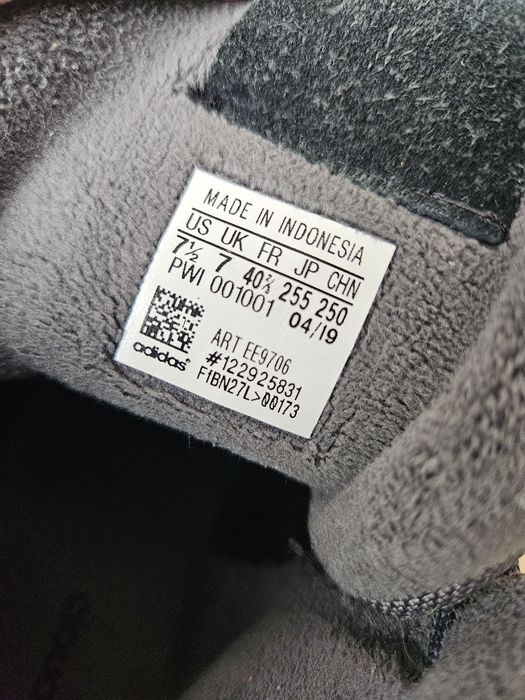 MADE IN INDONESIA
US UK FR JP CHN
7½ 7 40⅔ 255 250
PWI 001001 04/19
ART EE9706
#122925831
F1BN27L>00173
adidas